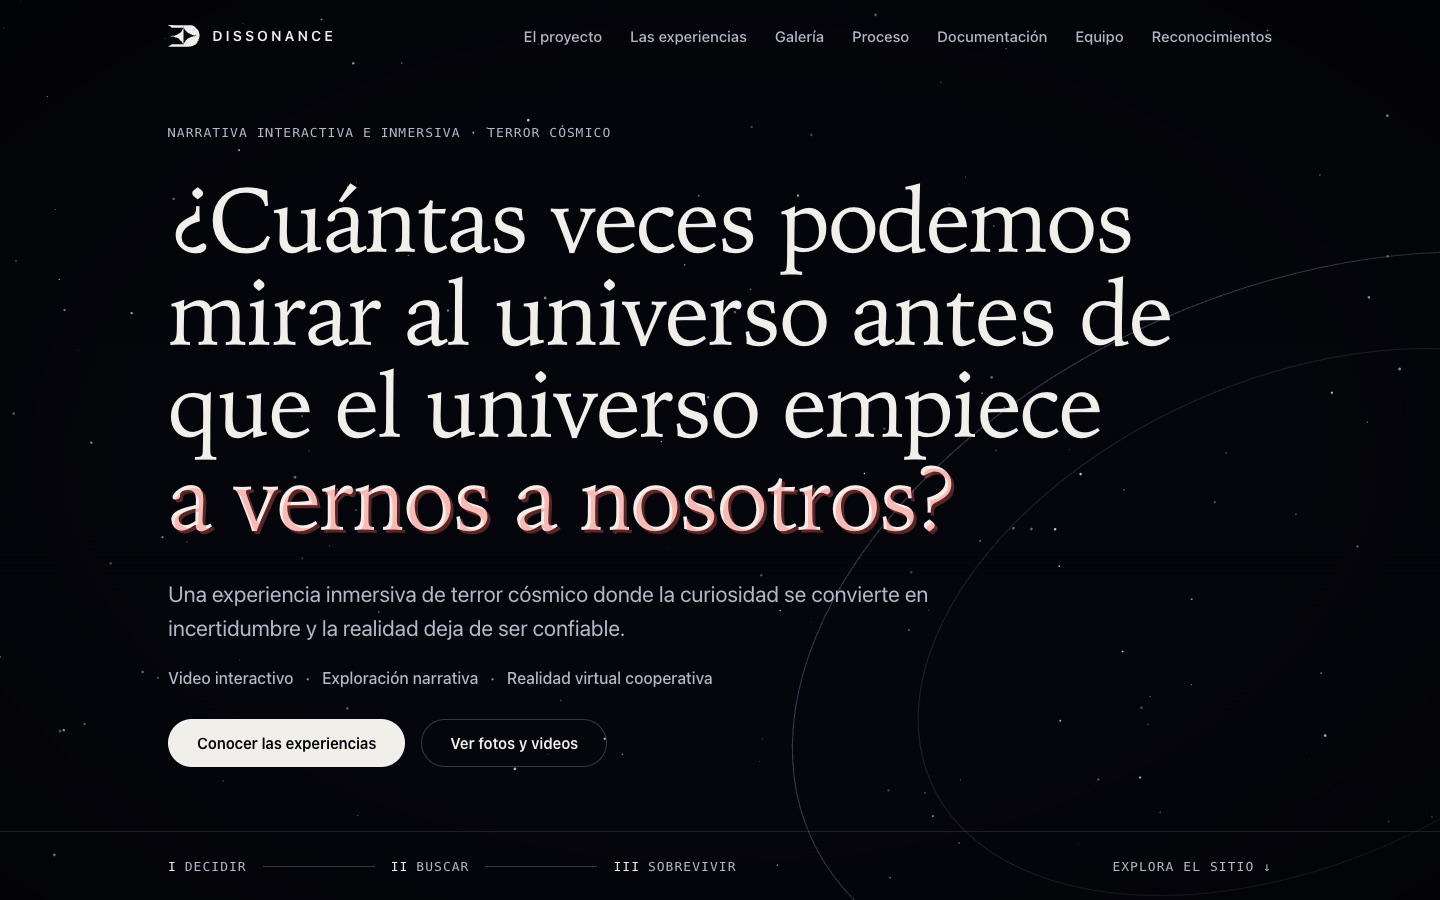 DISSONANCE
El proyecto Las experiencias Galería Proceso Documentación Equipo Reconocimientos
NARRATIVA INTERACTIVA E INMERSIVA · TERROR CÓSMICO
¿Cuántas veces podemos
mirar al universo antes de
que el universo empiece
a vernos a nosotros?
Una experiencia inmersiva de terror cósmico donde la curiosidad se convierte en
incertidumbre y la realidad deja de ser confiable.
Video interactivo · Exploración narrativa · Realidad virtual cooperativa
Conocer las experiencias Ver fotos y videos
I DECIDIR II BUSCAR III SOBREVIVIR EXPLORA EL SITIO ↓